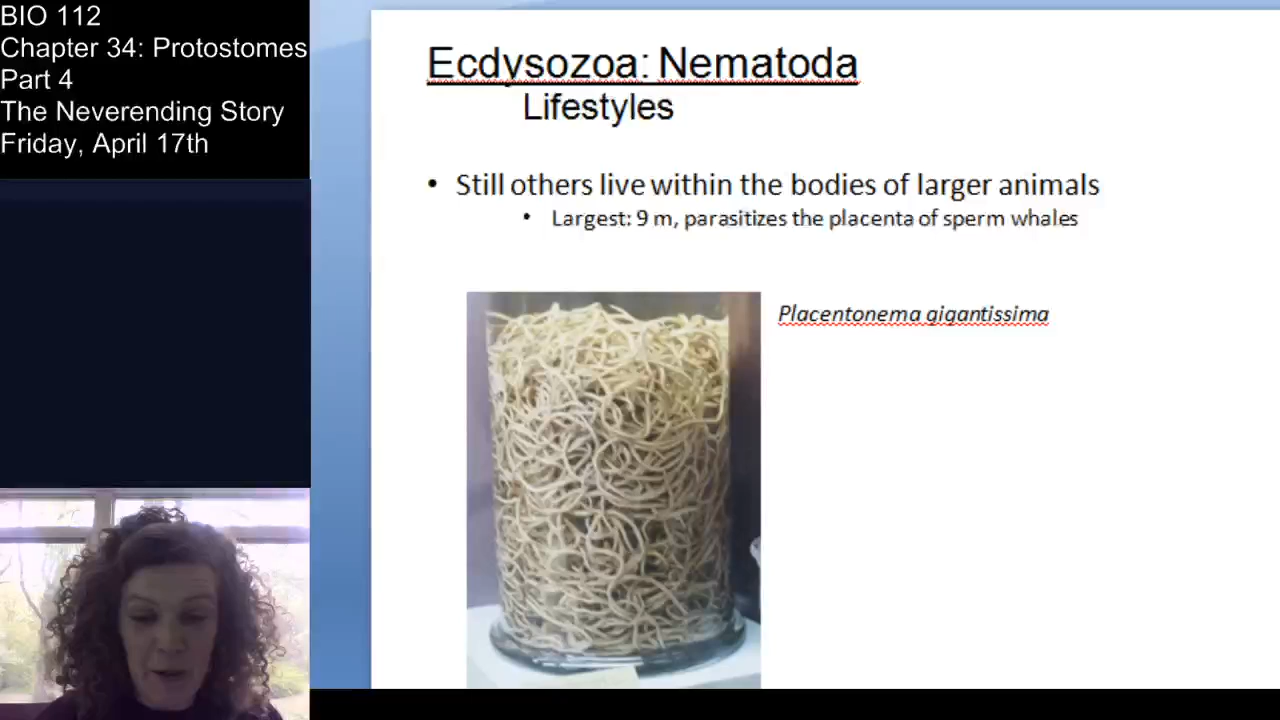 BIO 112
Chapter 34: Protostomes
Part 4
The Neverending Story
Friday, April 17th
Ecdysozoa: Nematoda
Lifestyles
• Still others live within the bodies of larger animals
• Largest: 9 m, parasitizes the placenta of sperm whales
Placentonema gigantissima